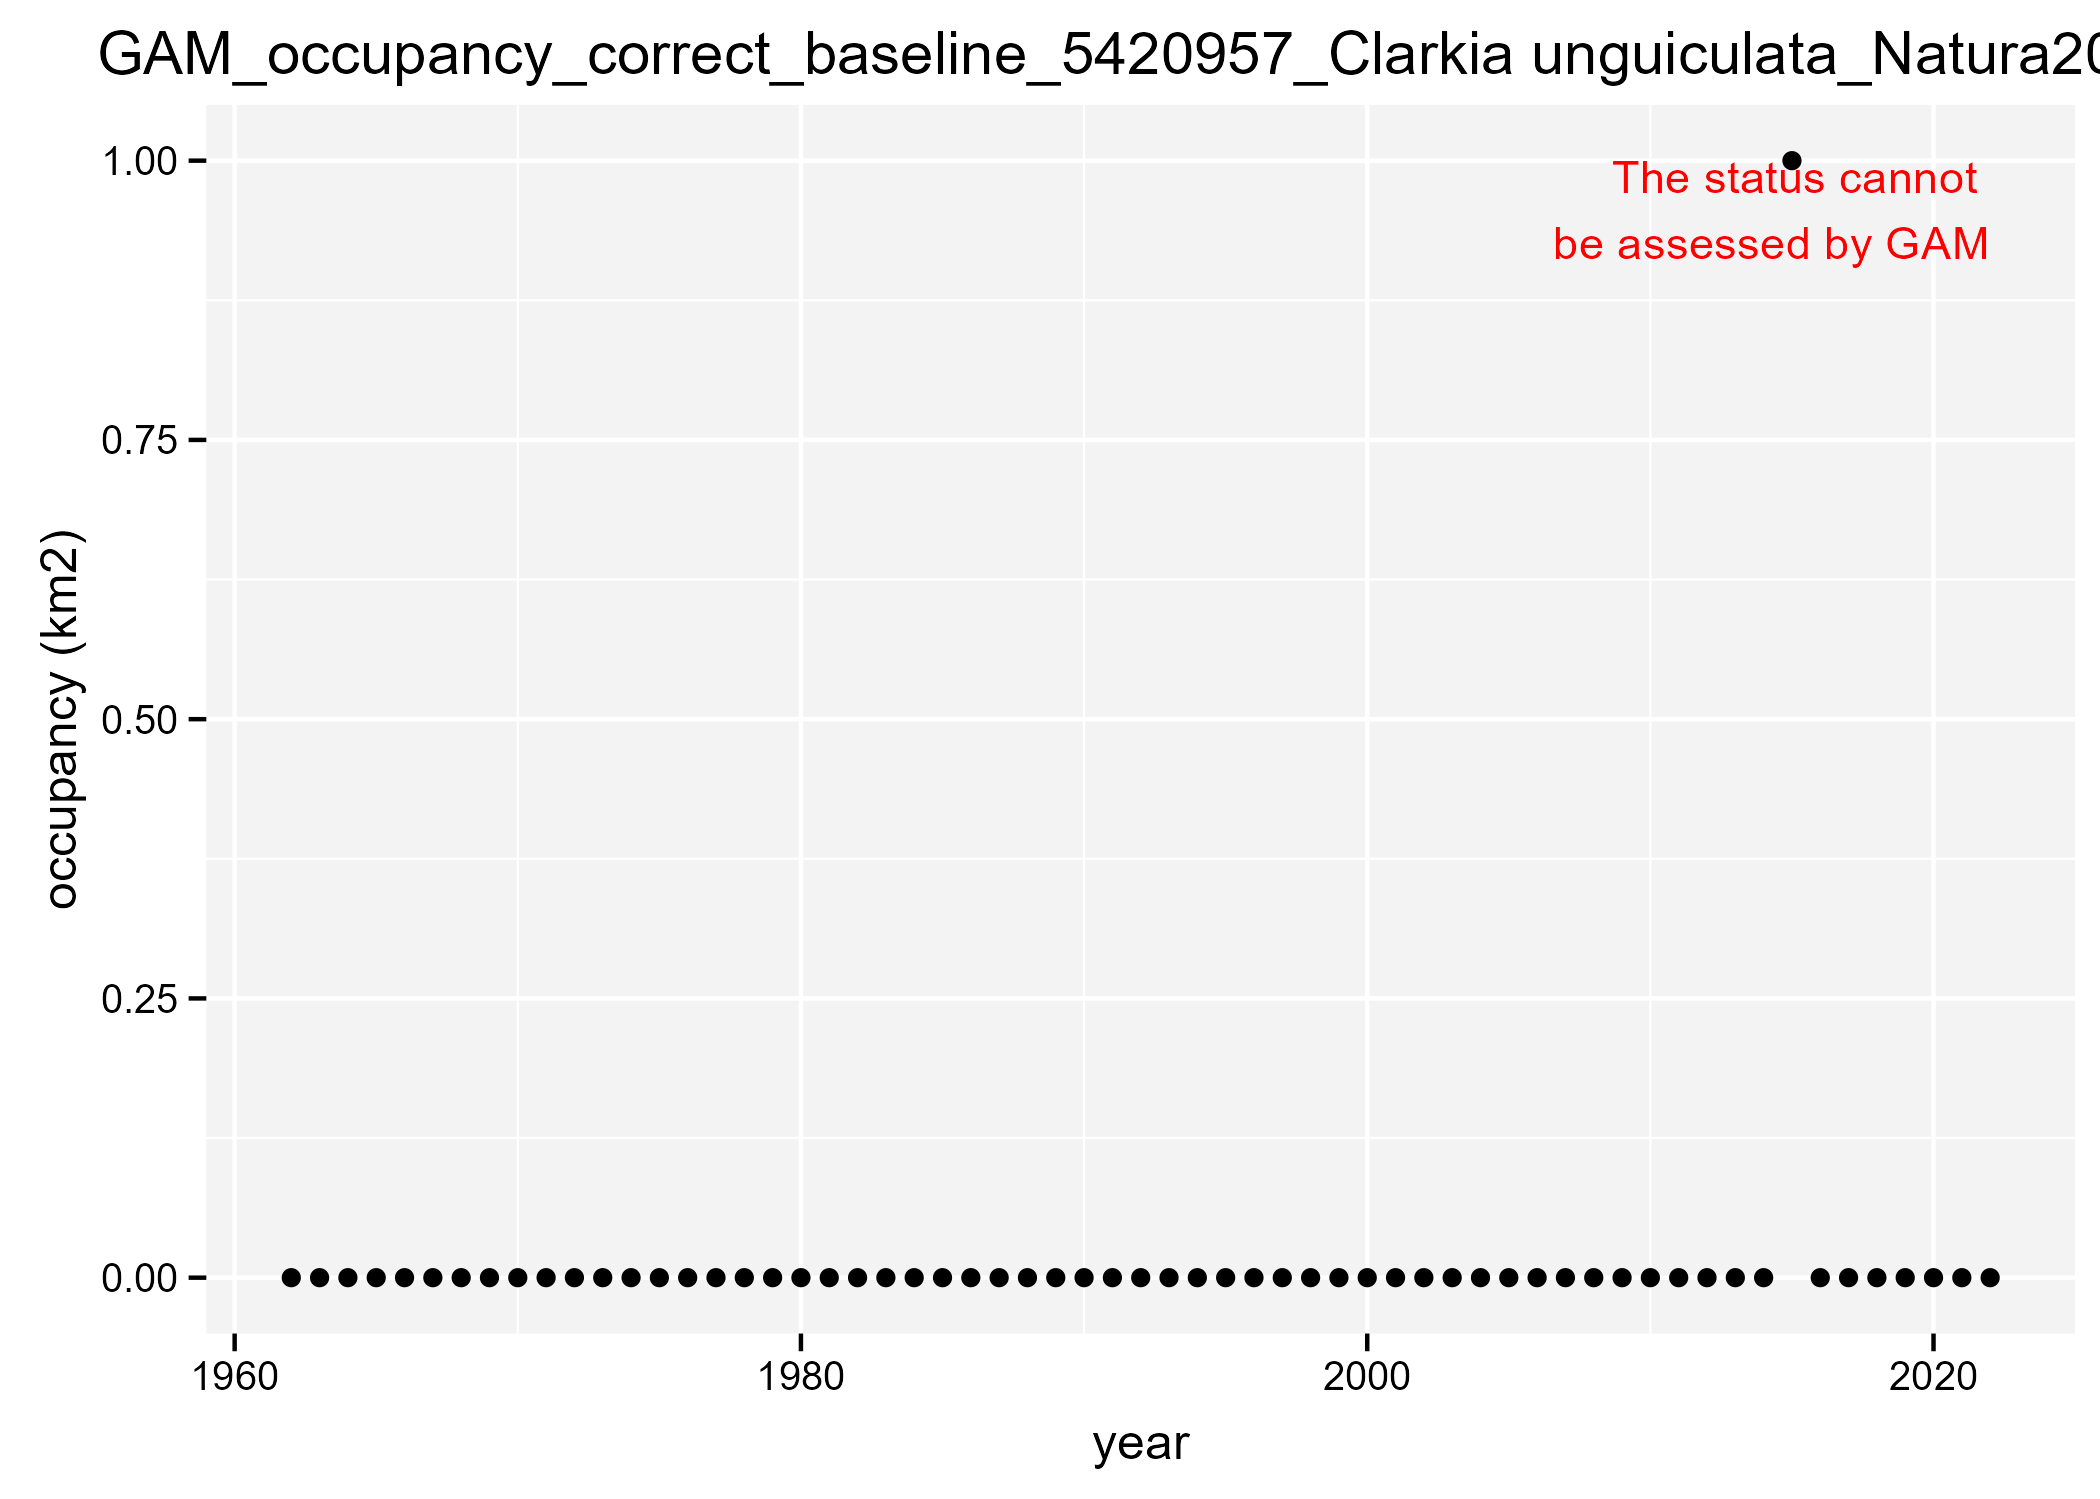 GAM_occupancy_correct_baseline_5420957_Clarkia unguiculata_Natura20
1.00
The status cannot
be assessed by GAM
0.75
occupancy (km2)
0.50
0.25
0.00
1960 1980 2000 2020
year